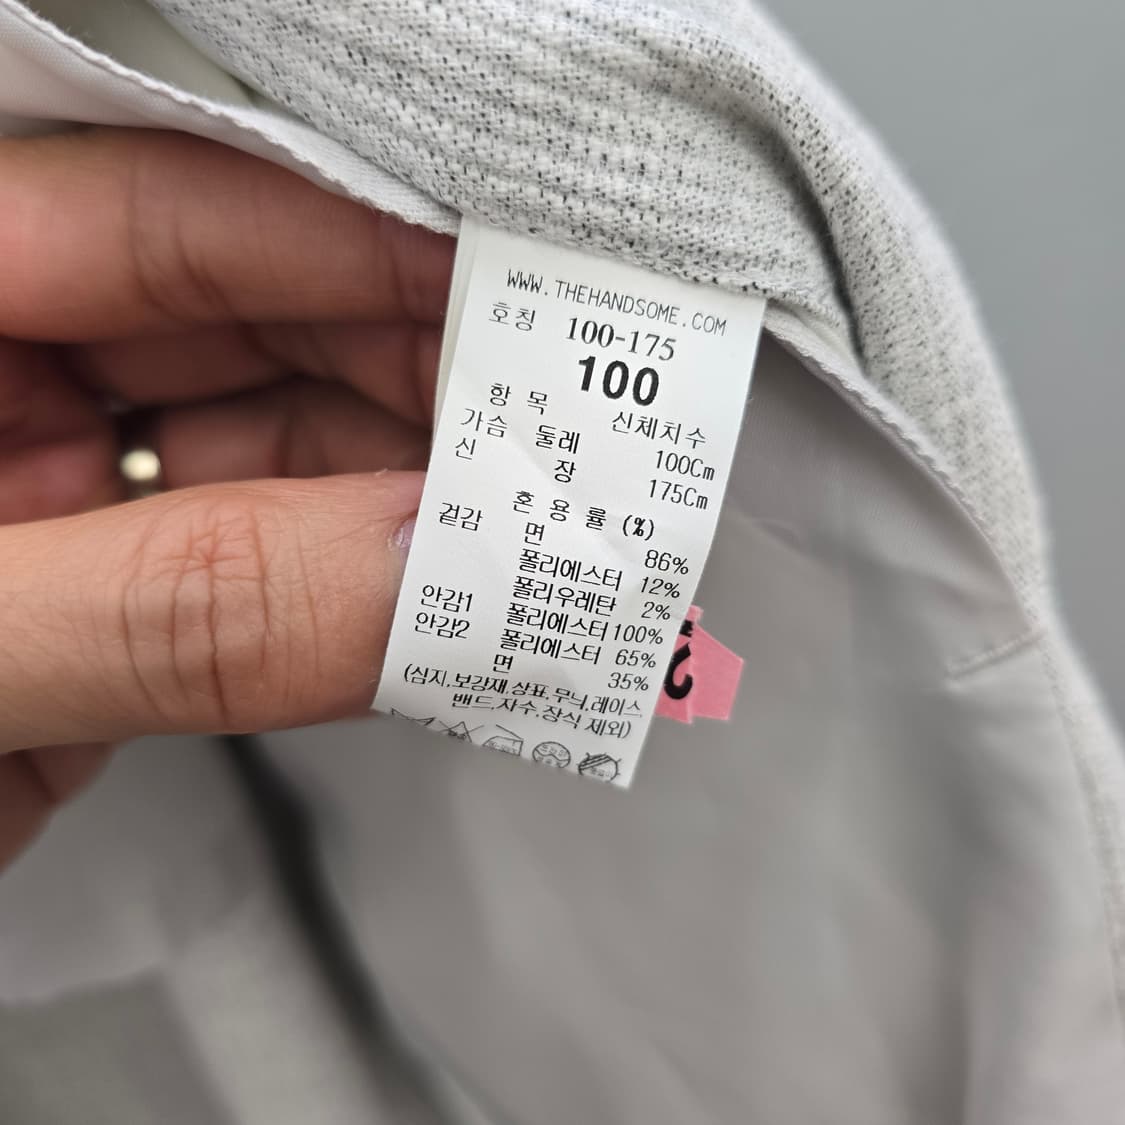 WWW.THEHANDSOME.COM
호칭 100-175
100
항 목 신체치수
가슴 둘레 100Cm
신 장 175Cm
혼 용 률 (%)
겉감 면 86%
폴리에스터 12%
폴리우레탄 2%
안감1 폴리에스터 100%
안감2 폴리에스터 65%
면 35%
(심지,보강재,상표,무늬,레이스,
밴드,자수,장식 제외)
2